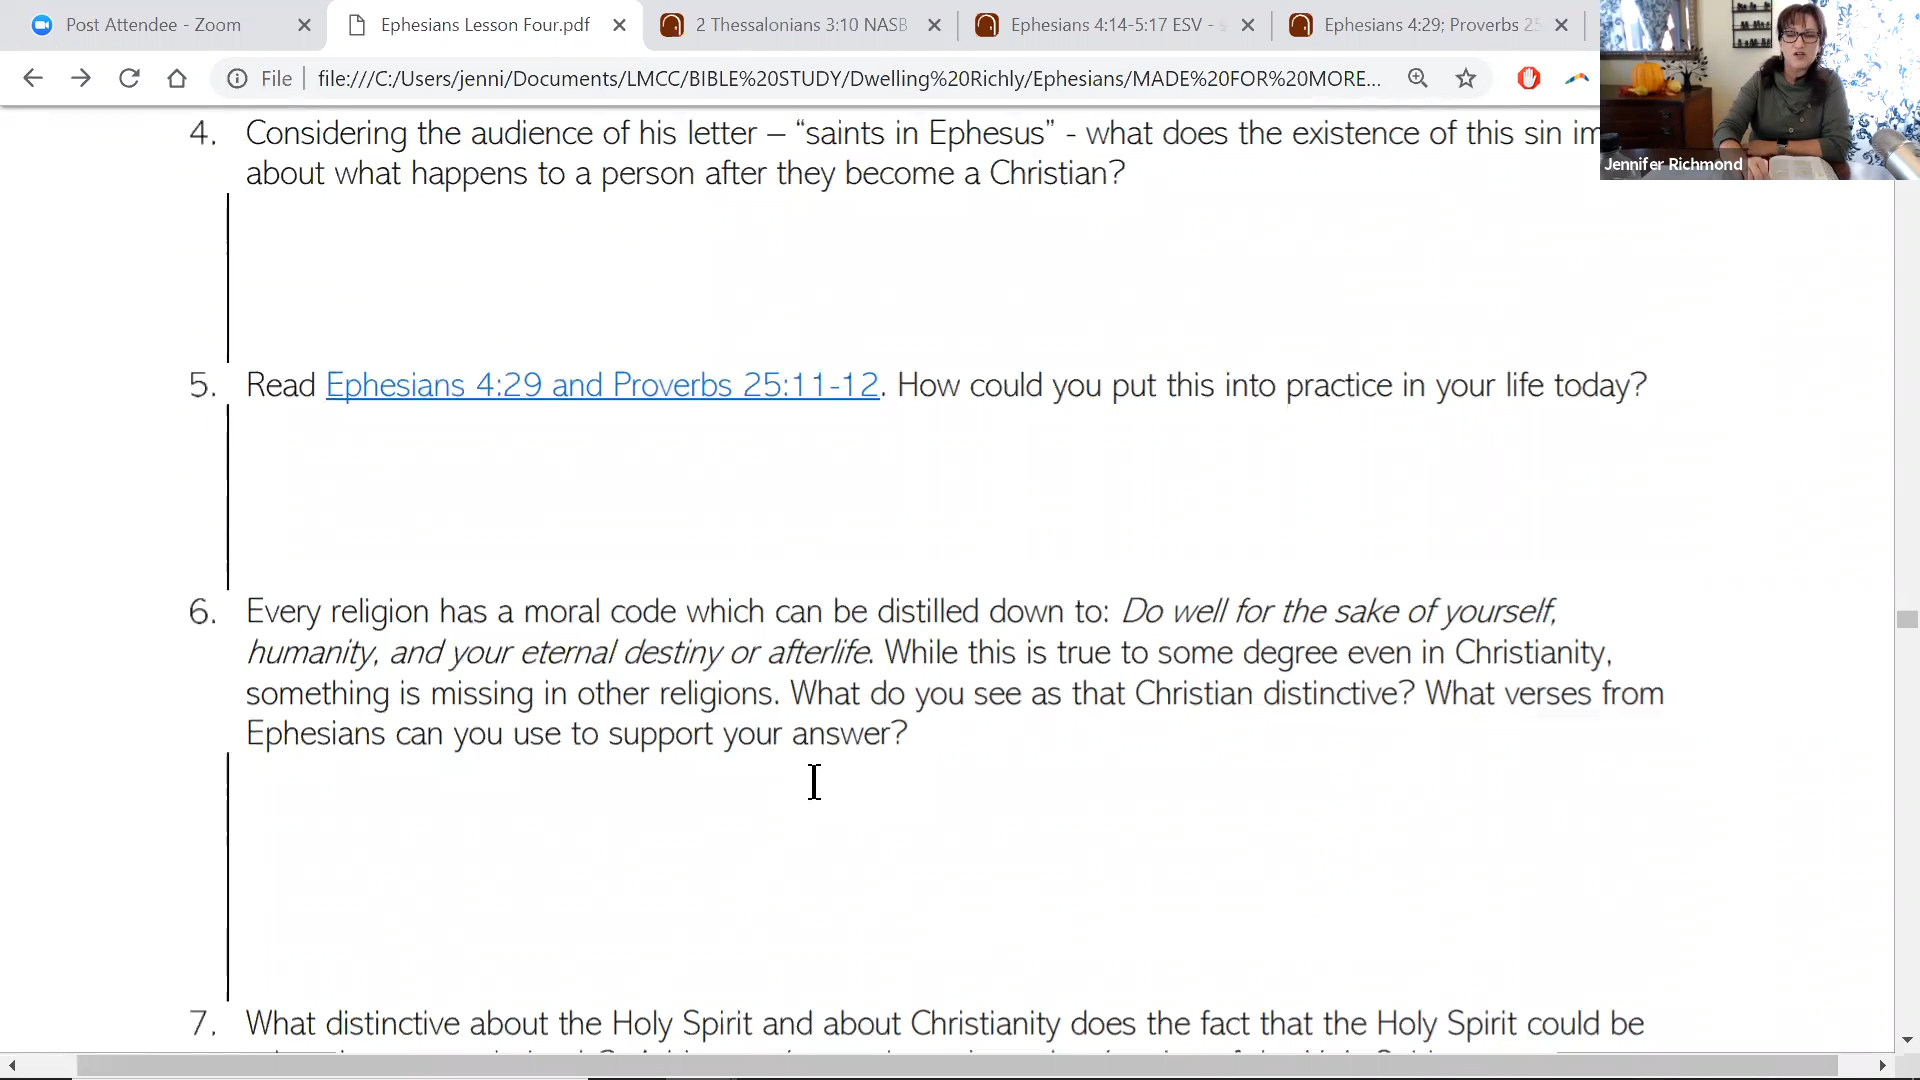 Post Attendee - Zoom
Ephesians Lesson Four.pdf
2 Thessalonians 3:10 NASB
Ephesians 4:14-5:17 ESV -
Ephesians 4:29; Proverbs 25
File
file:///C:/Users/jenni/Documents/LMCC/BIBLE%20STUDY/Dwelling%20Richly/Ephesians/MADE%20FOR%20MORE...
Jennifer Richmond
4. Considering the audience of his letter – “saints in Ephesus” - what does the existence of this sin im
about what happens to a person after they become a Christian?
5. Read Ephesians 4:29 and Proverbs 25:11-12. How could you put this into practice in your life today?
6. Every religion has a moral code which can be distilled down to: Do well for the sake of yourself,
humanity, and your eternal destiny or afterlife. While this is true to some degree even in Christianity,
something is missing in other religions. What do you see as that Christian distinctive? What verses from
Ephesians can you use to support your answer?
7. What distinctive about the Holy Spirit and about Christianity does the fact that the Holy Spirit could be